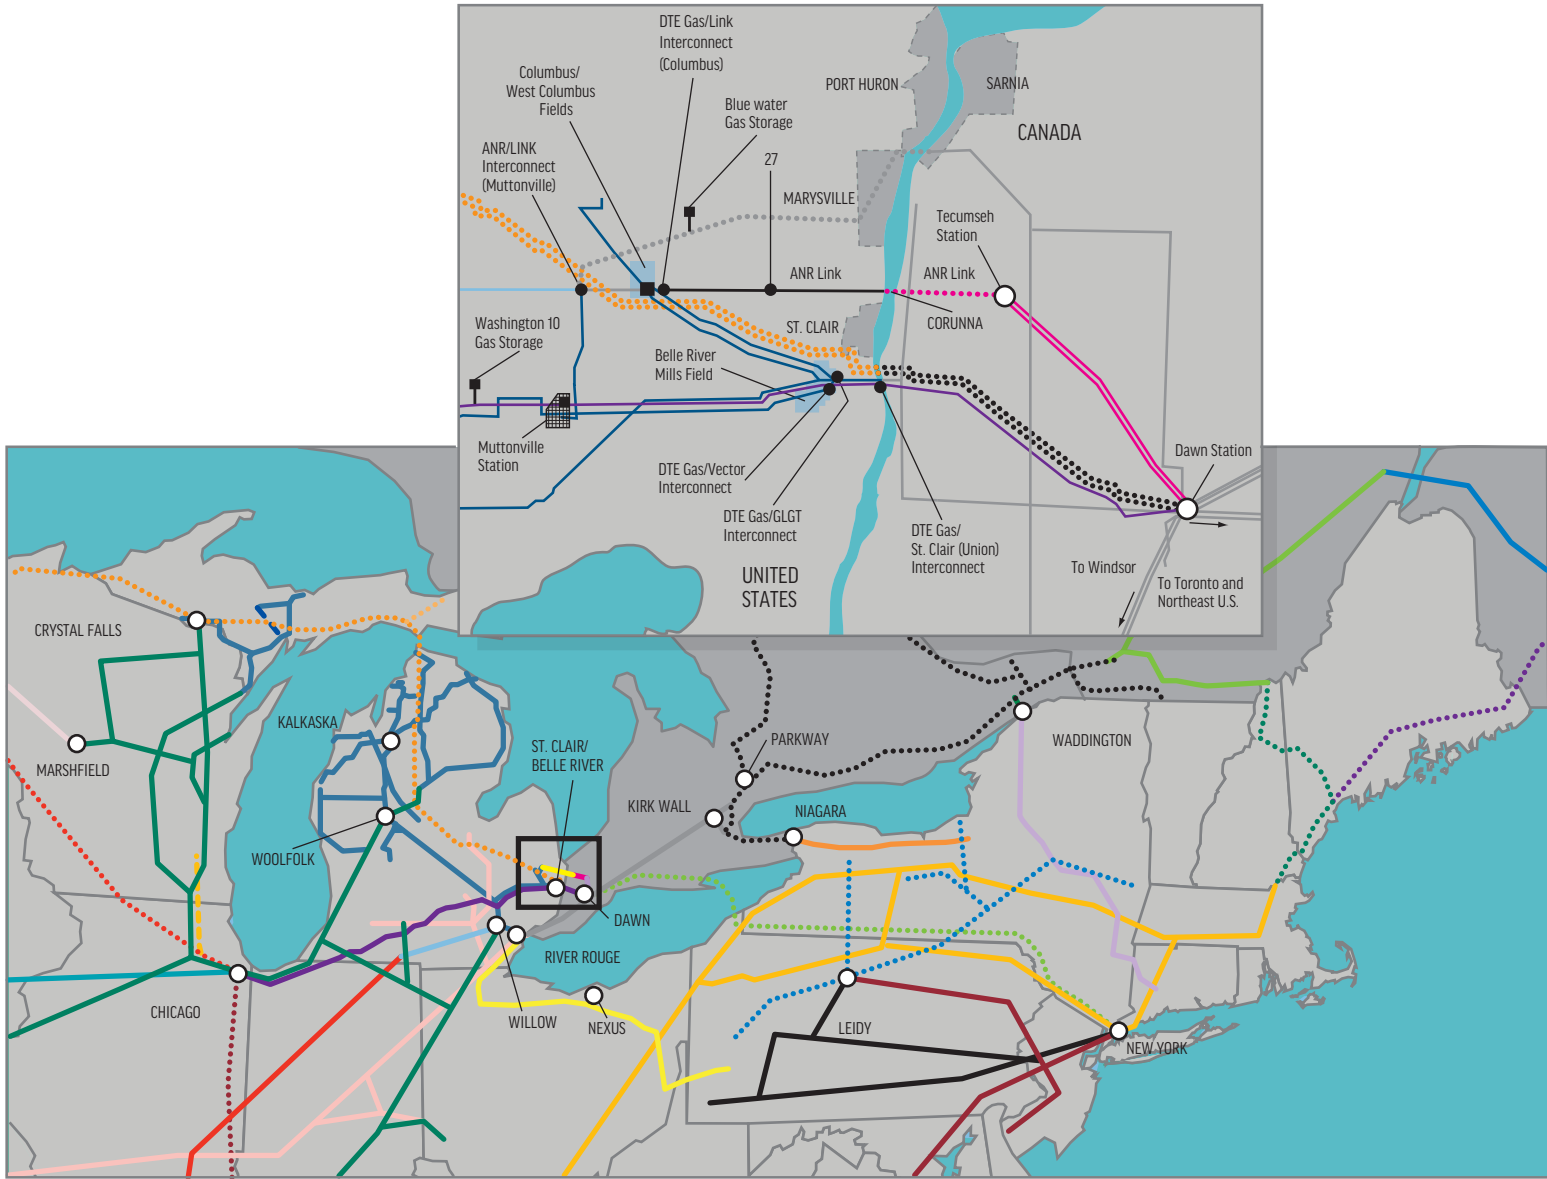 DTE Gas/Link
Interconnect
(Columbus)
Columbus/
West Columbus
Fields
Blue water
Gas Storage
ANR/LINK
Interconnect
(Muttonville)
27
PORT HURON
SARNIA
CANADA
MARYSVILLE
Tecumseh
Station
ANR Link
ANR Link
CORUNNA
ST. CLAIR
Washington 10
Gas Storage
Belle River
Mills Field
Muttonville
Station
DTE Gas/Vector
Interconnect
DTE Gas/GLGT
Interconnect
DTE Gas/
St. Clair (Union)
Interconnect
Dawn Station
UNITED
STATES
To Windsor
To Toronto and
Northeast U.S.
CRYSTAL FALLS
KALKASKA
MARSHFIELD
ST. CLAIR/
BELLE RIVER
PARKWAY
WADDINGTON
KIRK WALL
NIAGARA
WOOLFOLK
DAWN
RIVER ROUGE
CHICAGO
WILLOW
NEXUS
LEIDY
NEW YORK